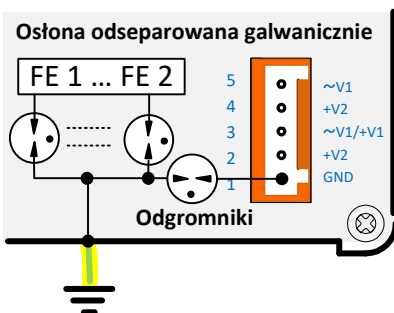 Osłona odseparowana galwanicznie
FE 1 ... FE 2
5 ~V1
4 +V2
3 ~V1/+V1
2 +V2
1 GND
Odgromniki